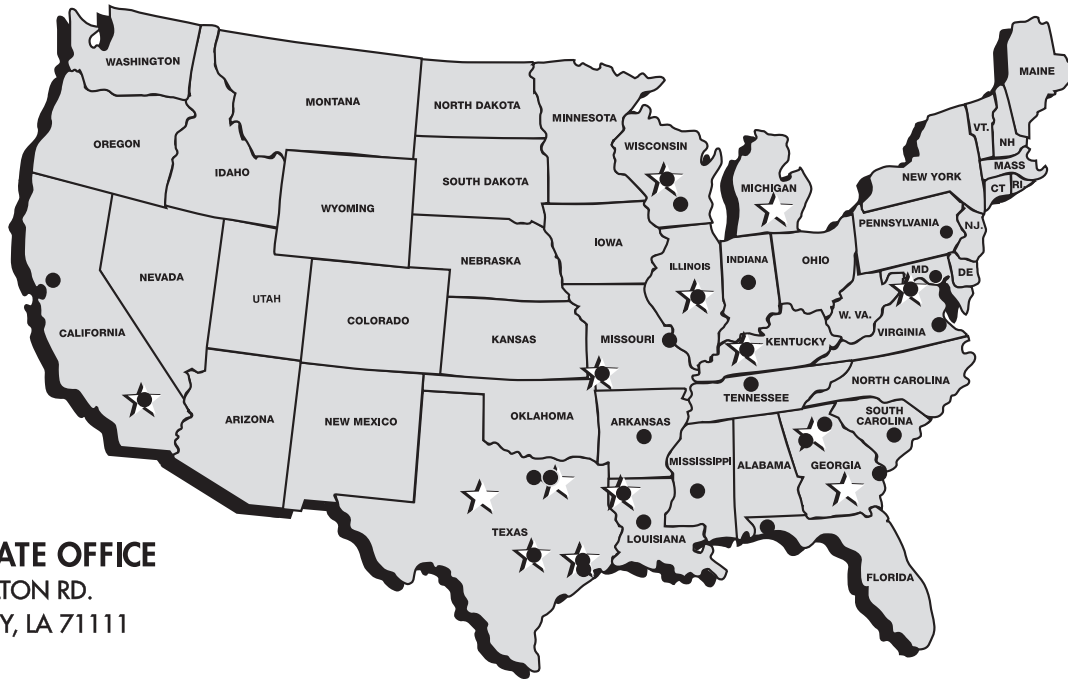 WASHINGTON
MONTANA
NORTH DAKOTA
MINNESOTA
MAINE
OREGON
IDAHO
WYOMING
SOUTH DAKOTA
WISCONSIN
MICHIGAN
NEW YORK
VT.
NH
MASS
CT
RI
NEVADA
UTAH
COLORADO
NEBRASKA
IOWA
ILLINOIS
INDIANA
OHIO
PENNSYLVANIA
NJ.
MD
DE
CALIFORNIA
KANSAS
MISSOURI
KENTUCKY
W. VA.
VIRGINIA
ARIZONA
NEW MEXICO
OKLAHOMA
ARKANSAS
TENNESSEE
NORTH CAROLINA
SOUTH
CAROLINA
TEXAS
LOUISIANA
MISSISSIPPI
ALABAMA
GEORGIA
FLORIDA
ATE OFFICE
TON RD.
Y, LA 71111